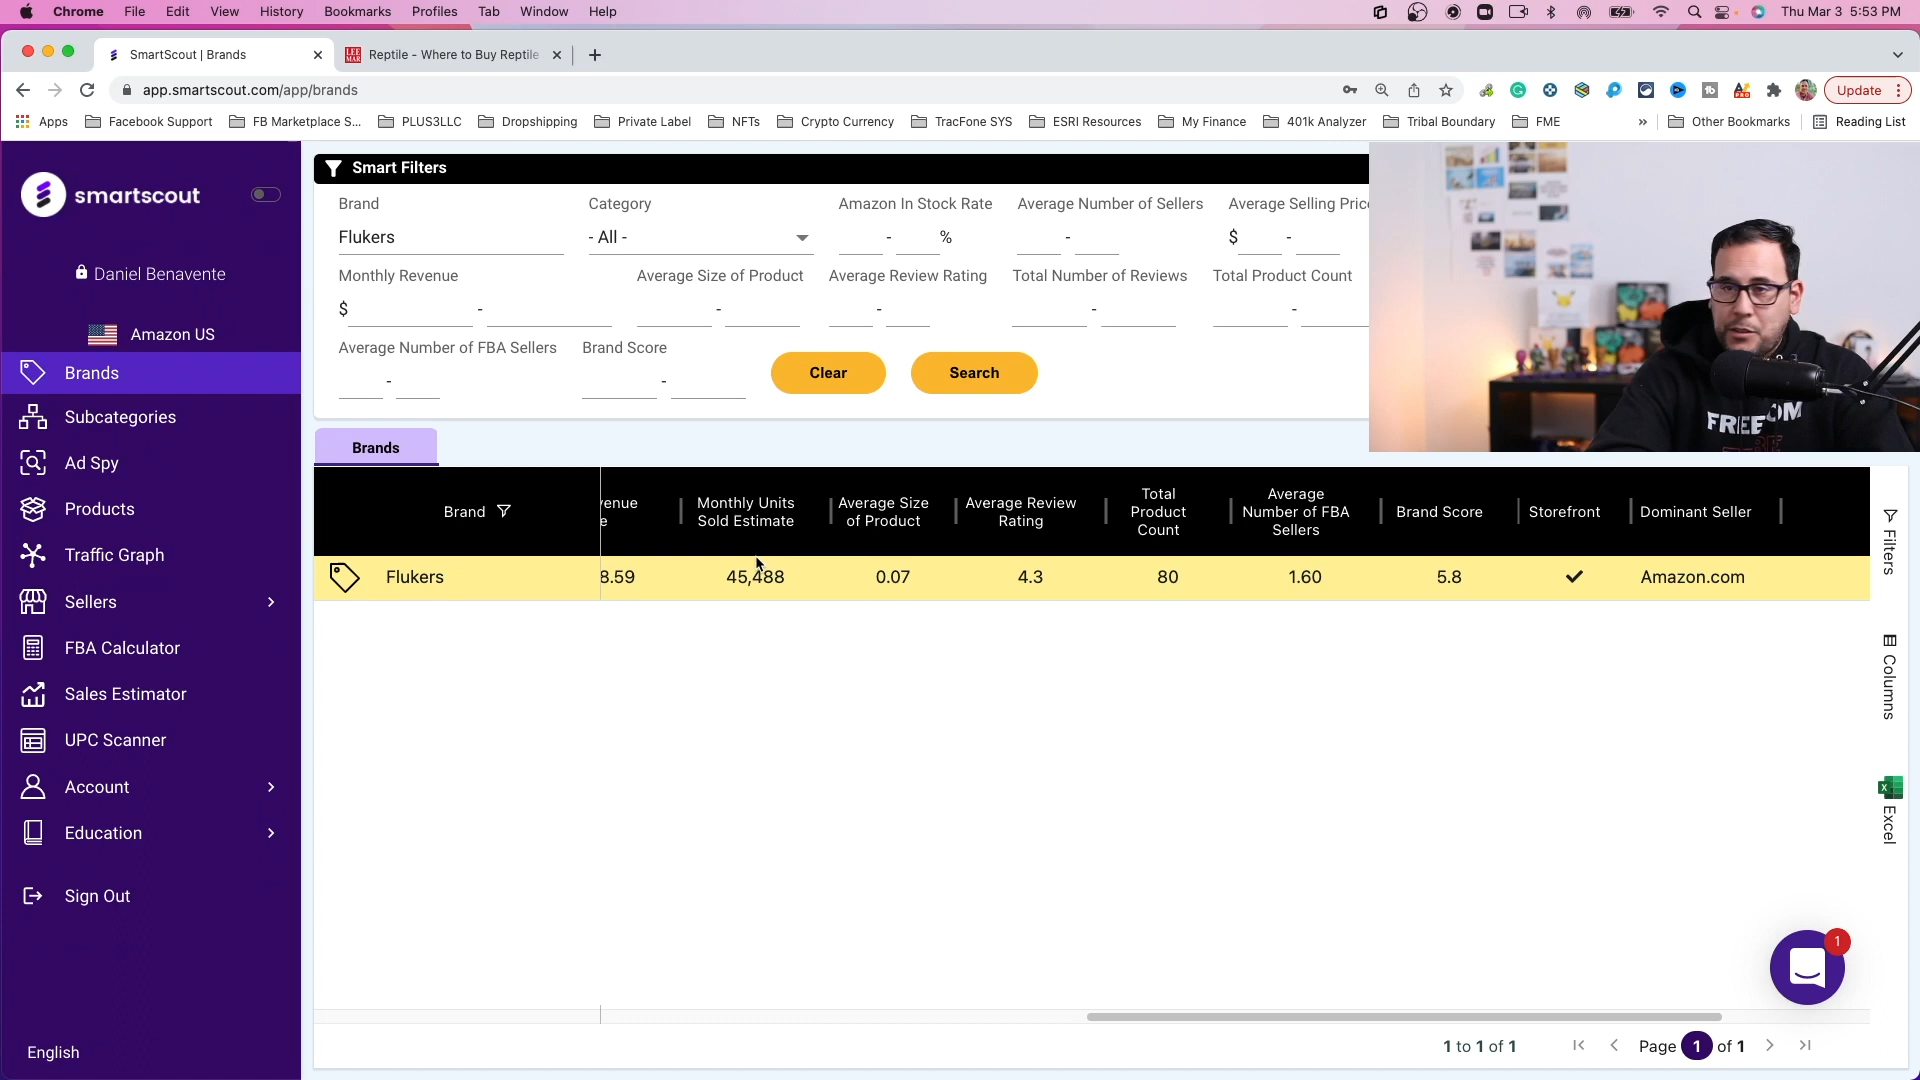 Chrome File Edit View History Bookmarks Profiles Tab Window Help Thu Mar 3 5:53 PM
SmartScout | Brands Reptile - Where to Buy Reptile
app.smartscout.com/app/brands Update
Apps Facebook Support FB Marketplace S... PLUS3LLC Dropshipping Private Label NFTs Crypto Currency TracFone SYS ESRI Resources My Finance 401k Analyzer Tribal Boundary FME » Other Bookmarks Reading List
smartscout
Daniel Benavente
Amazon US
Brands
Subcategories
Ad Spy
Products
Traffic Graph
Sellers
FBA Calculator
Sales Estimator
UPC Scanner
Account
Education
Sign Out
English
Smart Filters
Brand Category Amazon In Stock Rate Average Number of Sellers Average Selling Pric
Flukers - All - - % - $ -
Monthly Revenue Average Size of Product Average Review Rating Total Number of Reviews Total Product Count
$ - - - - -
Average Number of FBA Sellers Brand Score
- - Clear Search
Brands
Brand
enue
e
Monthly Units
Sold Estimate
Average Size
of Product
Average Review
Rating
Total
Product
Count
Average
Number of FBA
Sellers
Brand Score
Storefront
Dominant Seller
Flukers 8.59 45,488 0.07 4.3 80 1.60 5.8 Amazon.com
Filters
Columns
Excel
1
1 to 1 of 1 Page 1 of 1
LEE
MAR